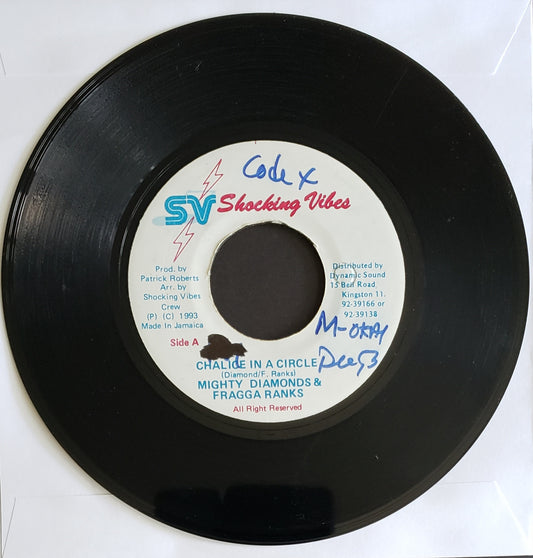 Code X
SV Shocking Vibes
Prod. by
Patrick Roberts
Arr. by
Shocking Vibes
Crew
(P) (C) 1993
Made In Jamaica
Distributed by
Dynamic Sound
15 Bell Road,
Kingston 11.
92-39166 or
92-39138
M-OKAY
Side A
CHALICE IN A CIRCLE
(Diamond/F. Ranks)
MIGHTY DIAMONDS &
FRAGGA RANKS
All Right Reserved